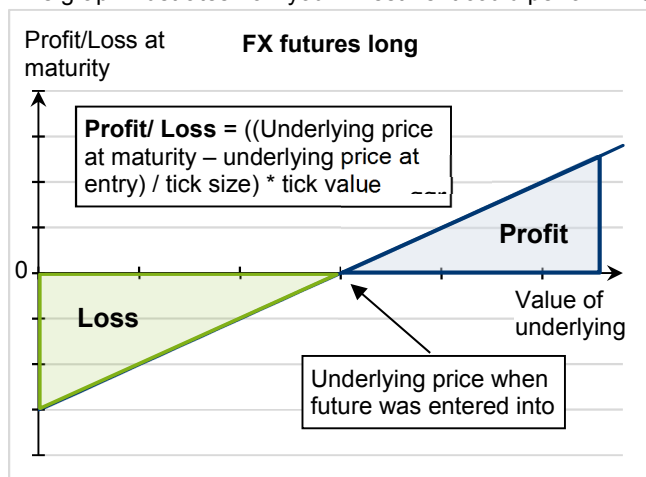 Profit/Loss at
maturity
FX futures long
Profit/ Loss = ((Underlying price
at maturity – underlying price at
entry) / tick size) * tick value
Profit
0
Loss
Value of
underlying
Underlying price when
future was entered into